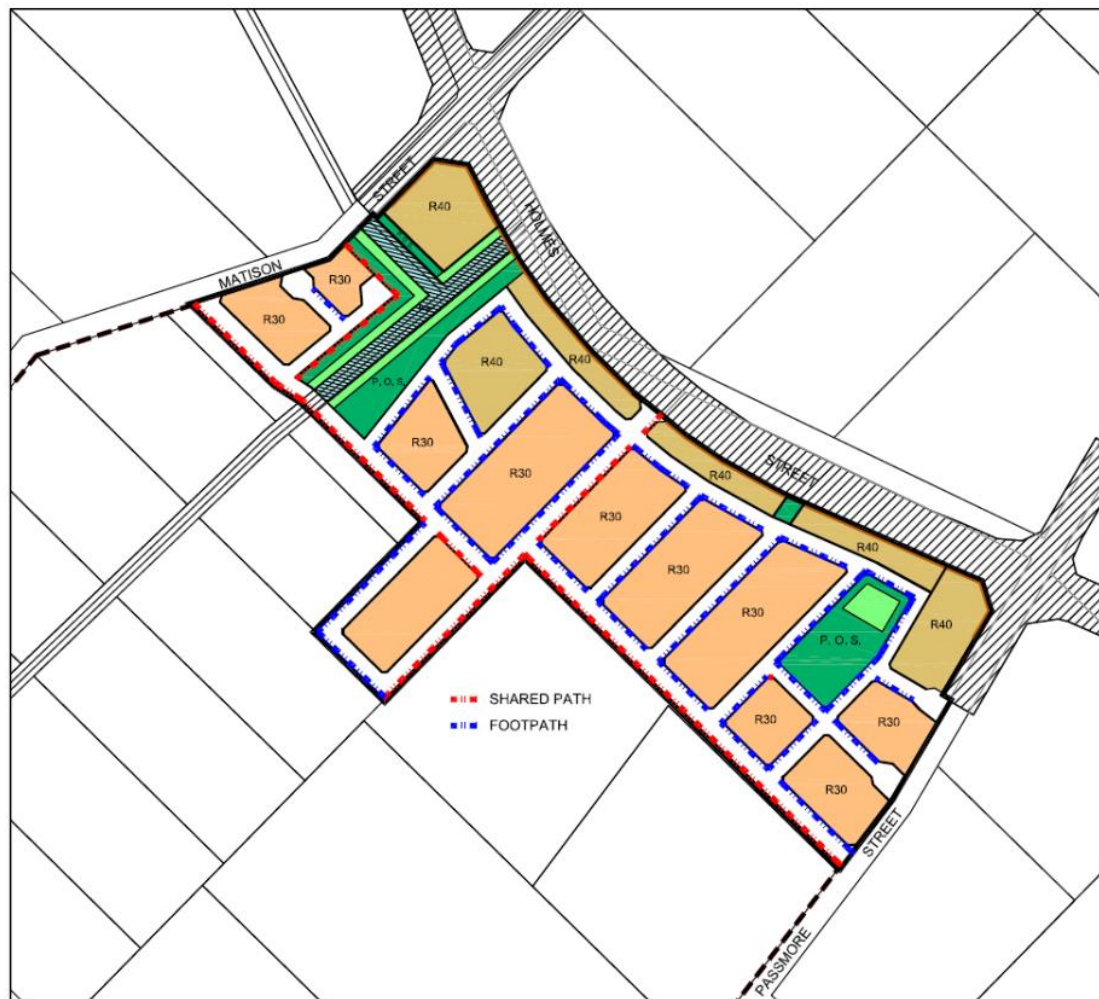 STREET
R40
HOLMES
MATISON
R30
R30
R40
R40
P. O. S.
R30
R30
R40
STREET
R30
R40
R30
R30
R40
P. O. S.
SHARED PATH
FOOTPATH
R30
R30
R30
STREET
PASSMORE